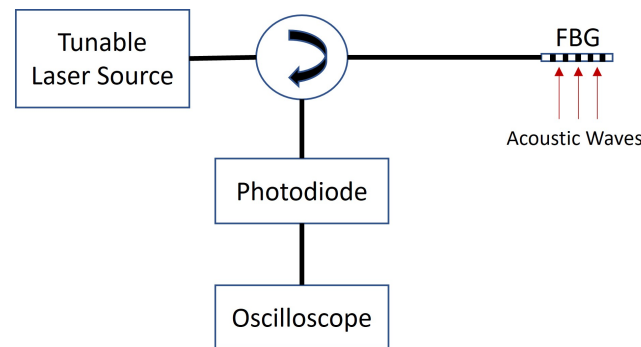 Tunable
Laser Source
FBG
Acoustic Waves
Photodiode
Oscilloscope